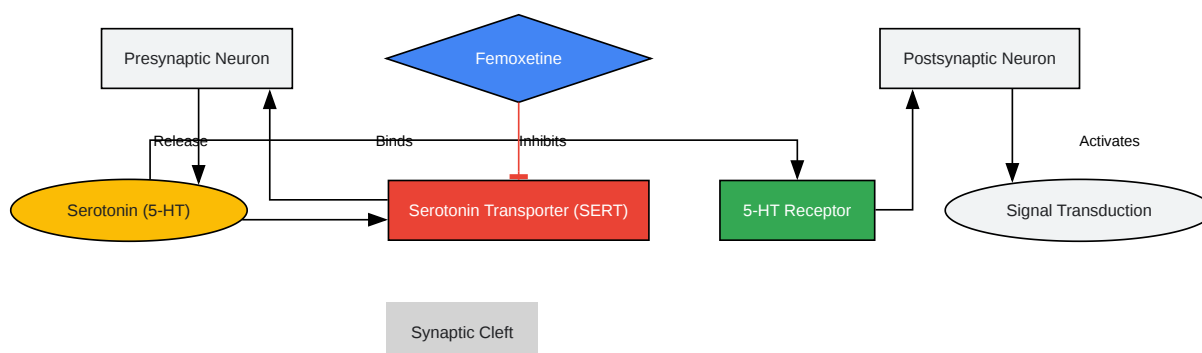 Presynaptic Neuron
Femoxetine
Postsynaptic Neuron
Release
Binds
Inhibits
Activates
Serotonin (5-HT)
Serotonin Transporter (SERT)
5-HT Receptor
Signal Transduction
Synaptic Cleft